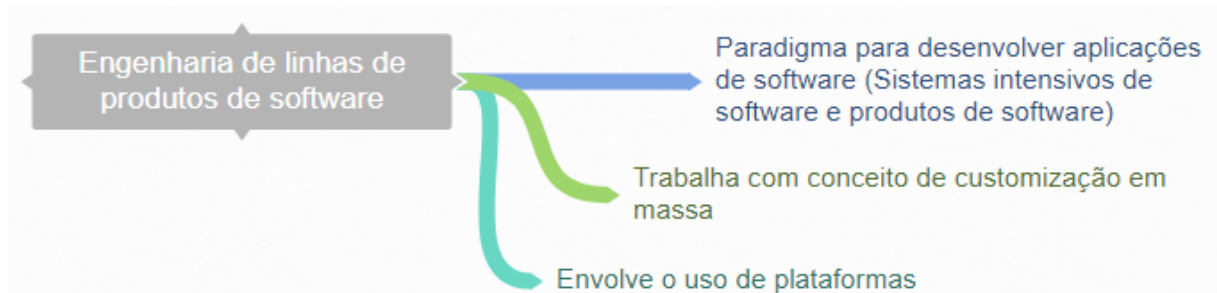 Engenharia de linhas de
produtos de software
Paradigma para desenvolver aplicações
de software (Sistemas intensivos de
software e produtos de software)
Trabalha com conceito de customização em
massa
Envolve o uso de plataformas